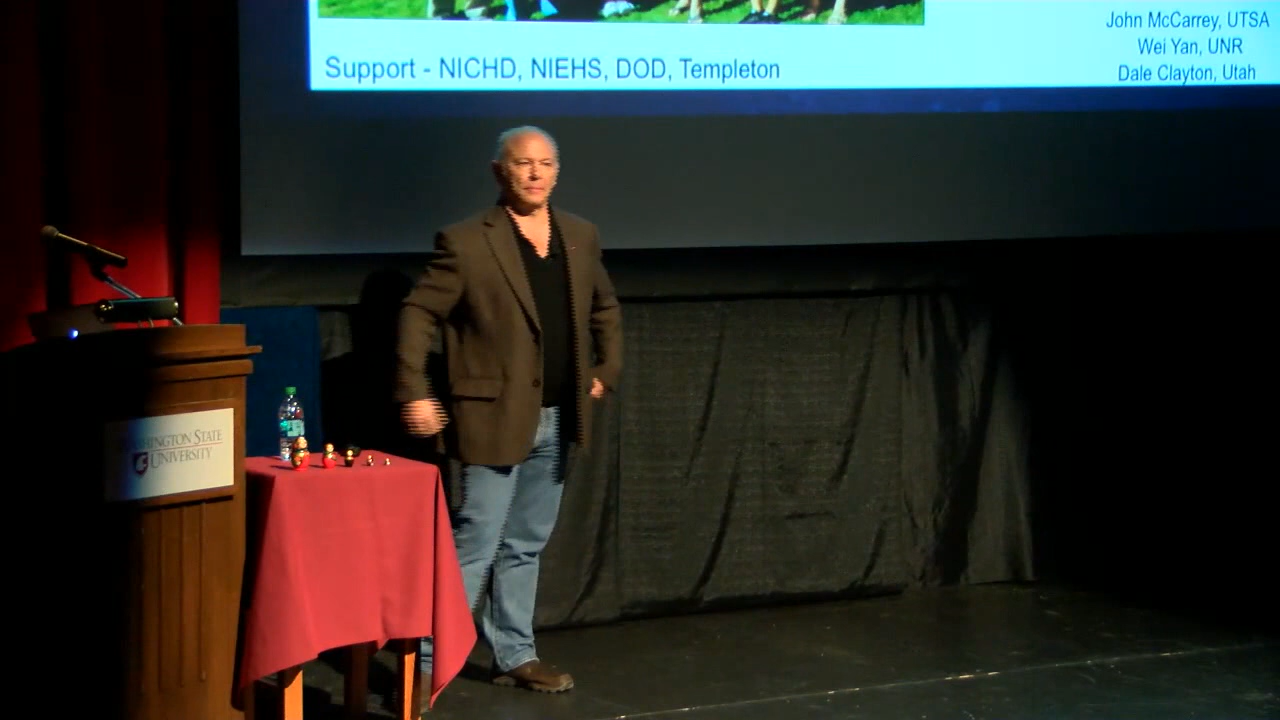 John McCarrey, UTSA
Wei Yan, UNR
Support - NICHD, NIEHS, DOD, Templeton
Dale Clayton, Utah
WASHINGTON STATE
UNIVERSITY